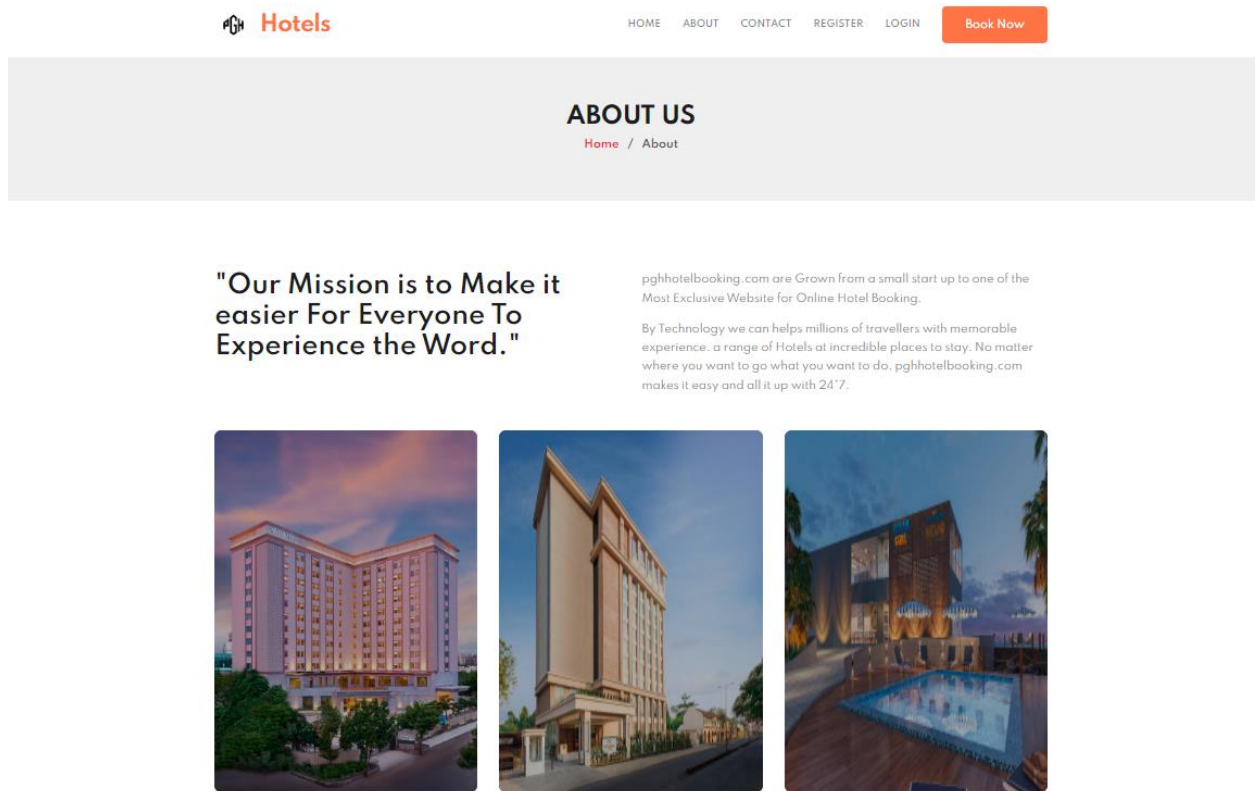 PGH Hotels
HOME ABOUT CONTACT REGISTER LOGIN Book Now
ABOUT US
Home / About
"Our Mission is to Make it
easier For Everyone To
Experience the Word."
pghhotelbooking.com are Grown from a small start up to one of the
Most Exclusive Website for Online Hotel Booking.
By Technology we can helps millions of travellers with memorable
experience. a range of Hotels at incredible places to stay. No matter
where you want to go what you want to do, pghhotelbooking.com
makes it easy and all it up with 24*7.